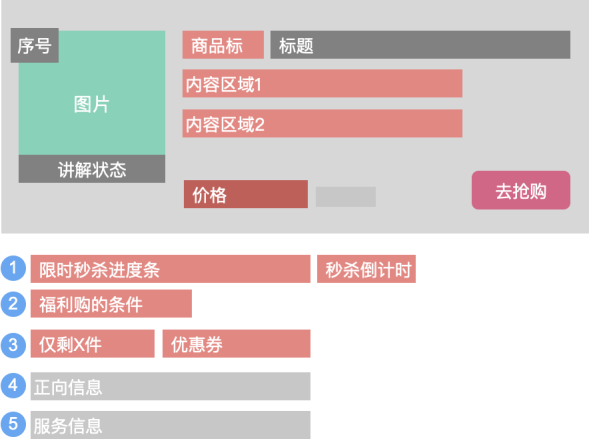 序号
商品标 标题
内容区域1
图片
内容区域2
讲解状态
价格
去抢购
1 限时秒杀进度条 秒杀倒计时
2 福利购的条件
3 仅剩X件 优惠券
4 正向信息
5 服务信息